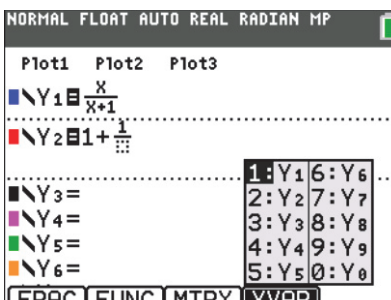 NORMAL FLOAT AUTO REAL RADIAN MP
Plot1 Plot2 Plot3
\Y1=X/X+1
\Y2=1+1/
\Y3=
\Y4=
\Y5=
\Y6=
1:Y1 6:Y6
2:Y2 7:Y7
3:Y3 8:Y8
4:Y4 9:Y9
5:Y5 0:Y0
FRAC FUNC MTRX YVAR